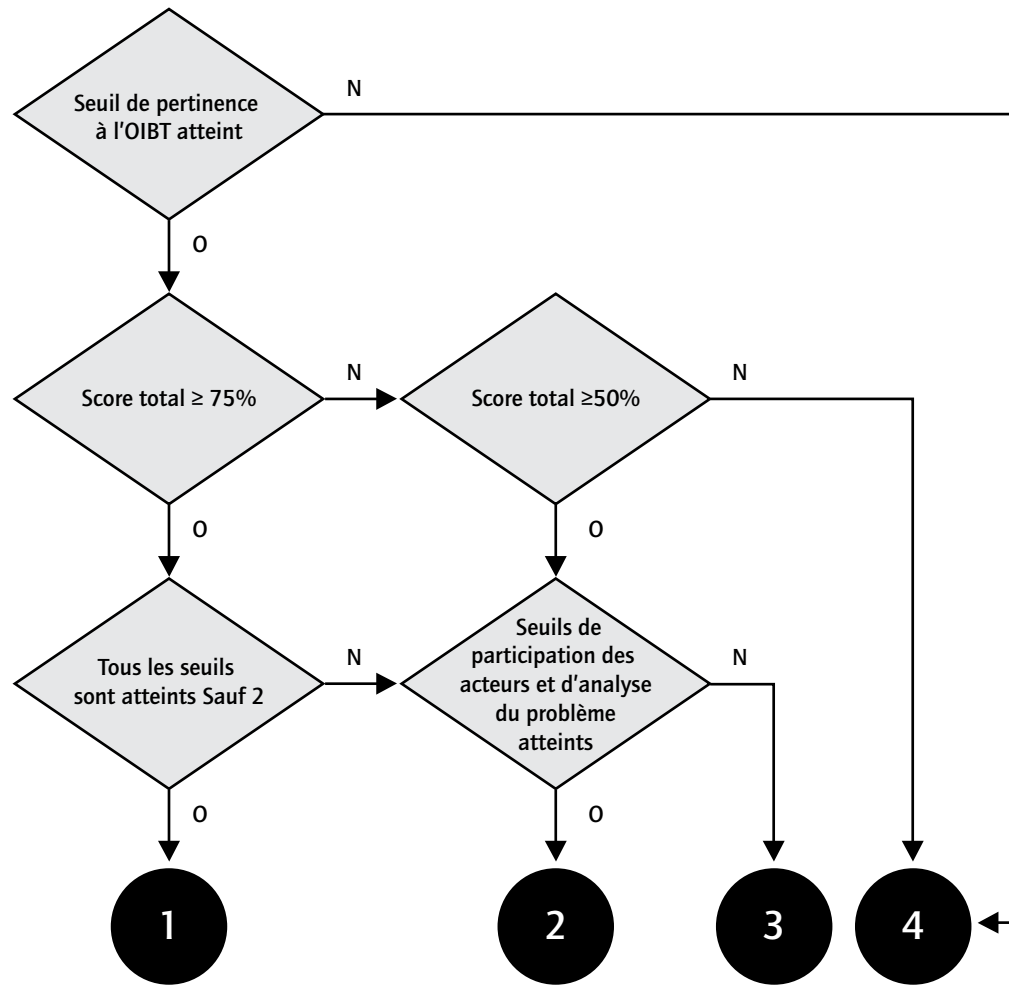 Seuil de pertinence
à l'OIBT atteint
N
O
Score total ≥ 75%
N
Score total ≥50%
N
O
O
Tous les seuils
sont atteints Sauf 2
N
Seuils de
participation des
acteurs et d'analyse
du problème
atteints
N
O
O
1
2
3
4